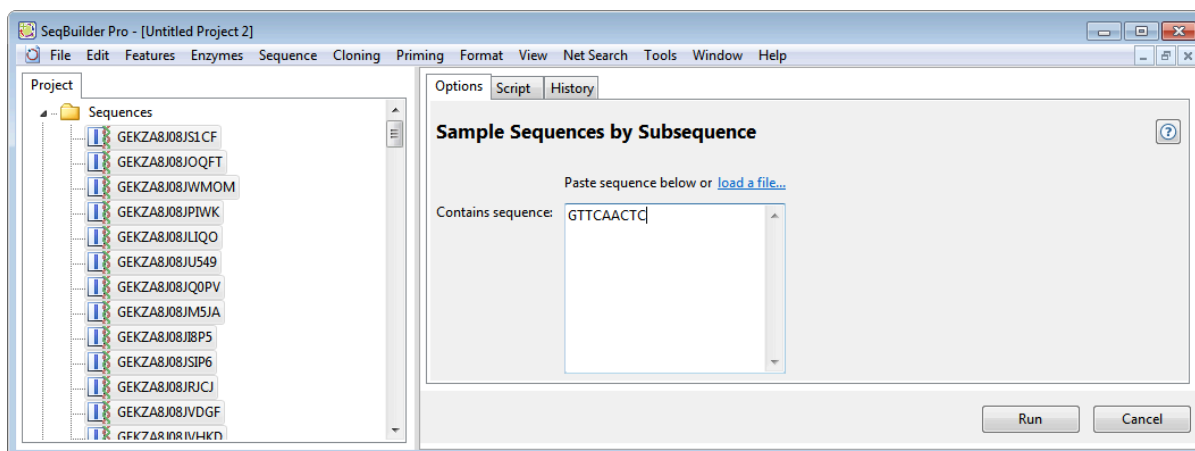 SeqBuilder Pro - [Untitled Project 2]
File Edit Features Enzymes Sequence Cloning Priming Format View Net Search Tools Window Help
Project
Sequences
GEKZA8J08JS1CF
GEKZA8J08JOQFT
GEKZA8J08JWMOM
GEKZA8J08JPIWK
GEKZA8J08JLIQO
GEKZA8J08JU549
GEKZA8J08JQ0PV
GEKZA8J08JM5JA
GEKZA8J08JI8P5
GEKZA8J08JSIP6
GEKZA8J08JRJCJ
GEKZA8J08JVDGF
GEKZA8J08JVHKD
Options Script History
Sample Sequences by Subsequence
Paste sequence below or load a file...
Contains sequence: GTTCAACTC
Run Cancel